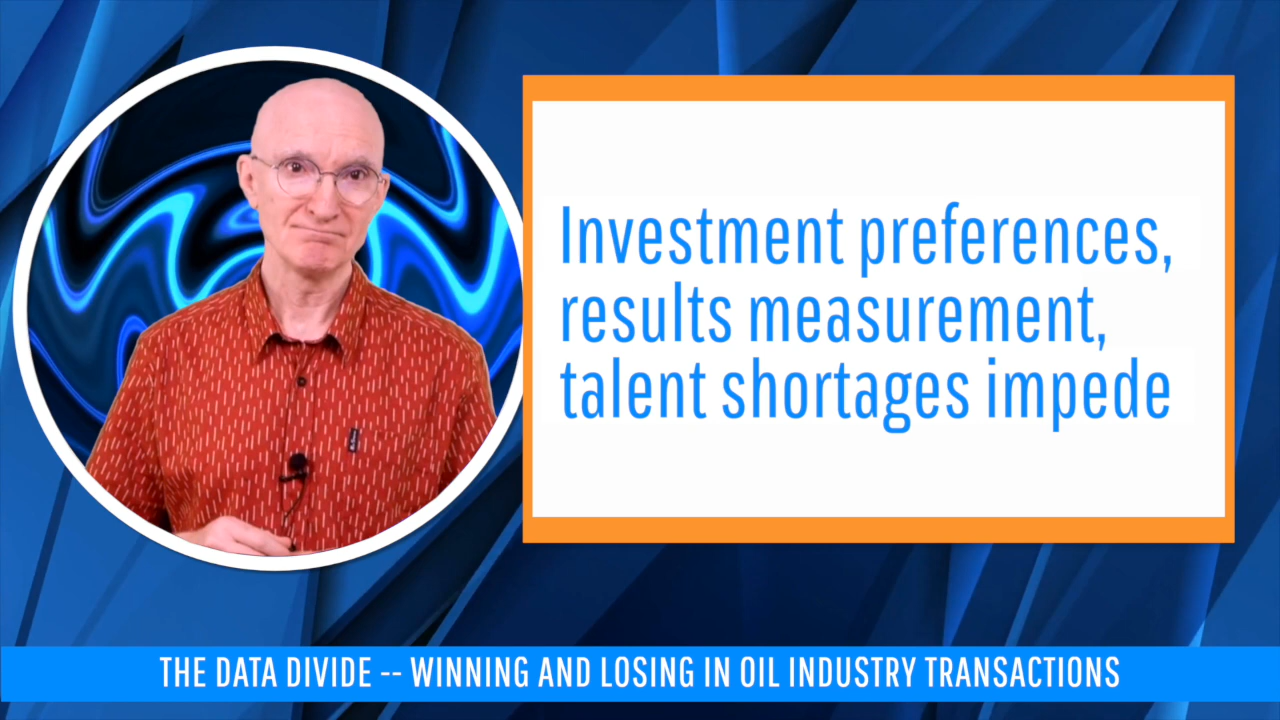 Investment preferences,
results measurement,
talent shortages impede
THE DATA DIVIDE -- WINNING AND LOSING IN OIL INDUSTRY TRANSACTIONS